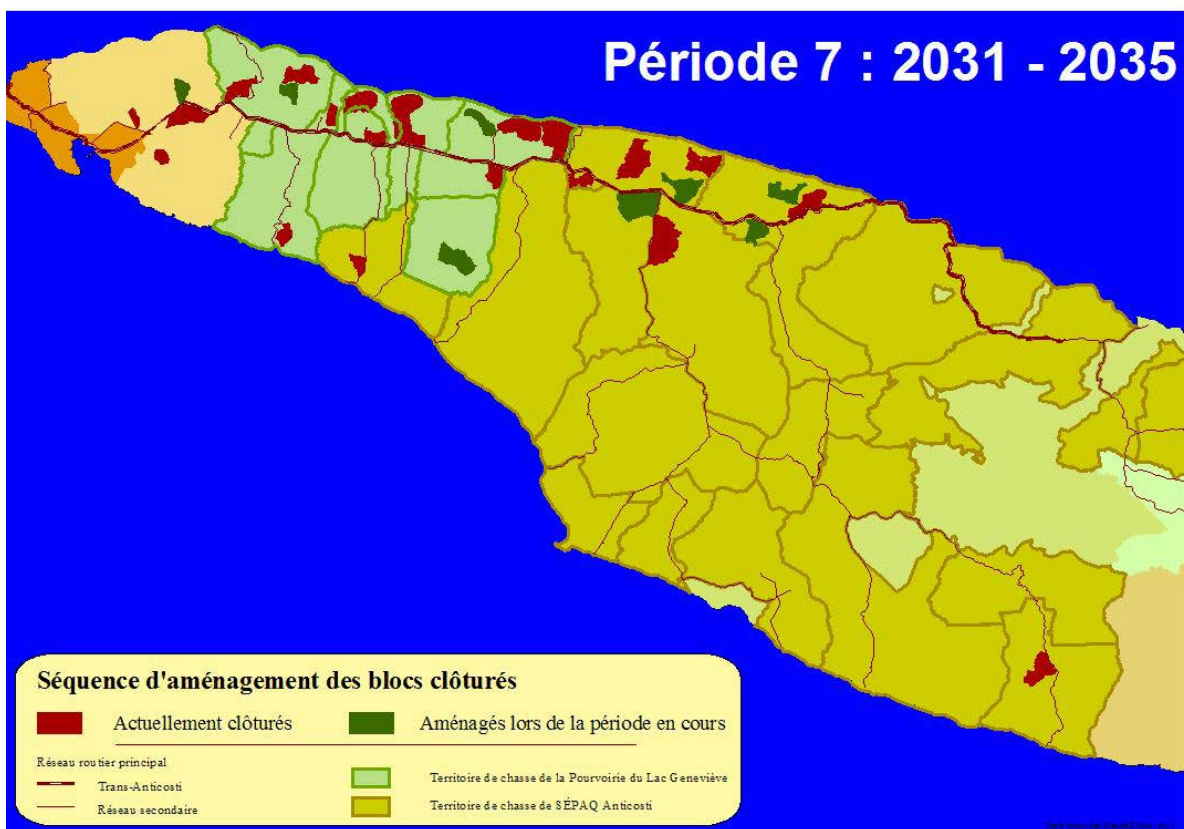 Période 7 : 2031 - 2035
Séquence d'aménagement des blocs clôturés
Actuellement clôturés
Aménagés lors de la période en cours
Réseau routier principal
Trans-Anticosti
Réseau secondaire
Territoire de chasse de la Pourvoirie du Lac Geneviève
Territoire de chasse de SÉPAQ Anticosti